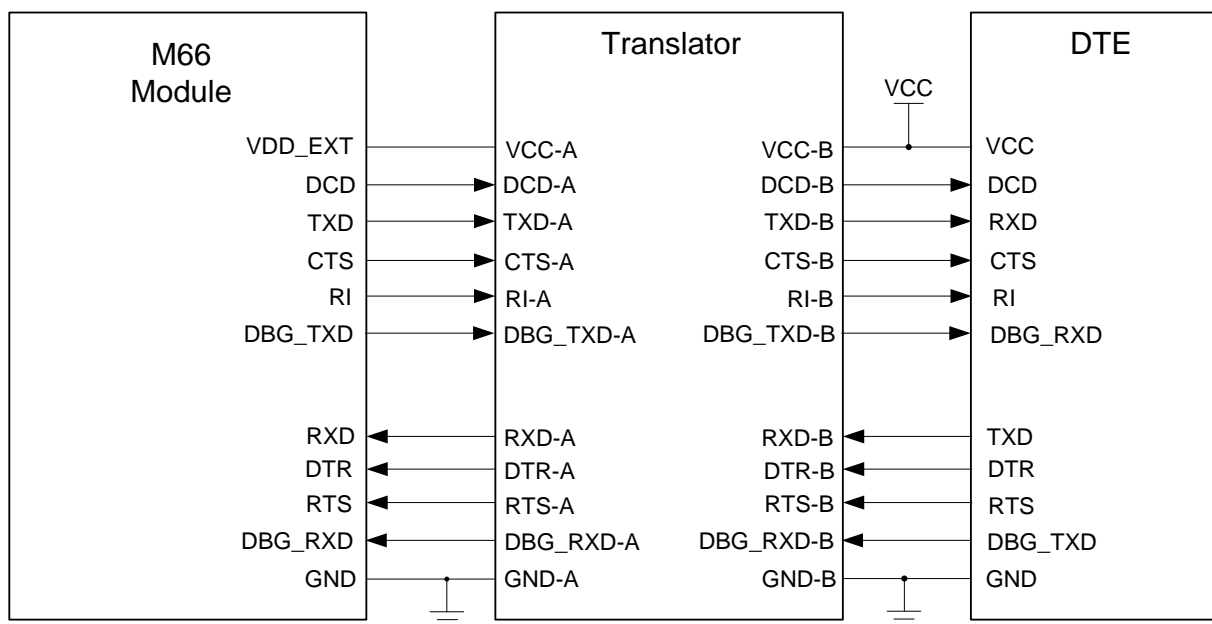 M66
Module
Translator
DTE
VCC
VDD_EXT VCC-A VCC-B VCC
DCD DCD-A DCD-B DCD
TXD TXD-A TXD-B RXD
CTS CTS-A CTS-B CTS
RI RI-A RI-B RI
DBG_TXD DBG_TXD-A DBG_TXD-B DBG_RXD
RXD RXD-A RXD-B TXD
DTR DTR-A DTR-B DTR
RTS RTS-A RTS-B RTS
DBG_RXD DBG_RXD-A DBG_RXD-B DBG_TXD
GND GND-A GND-B GND